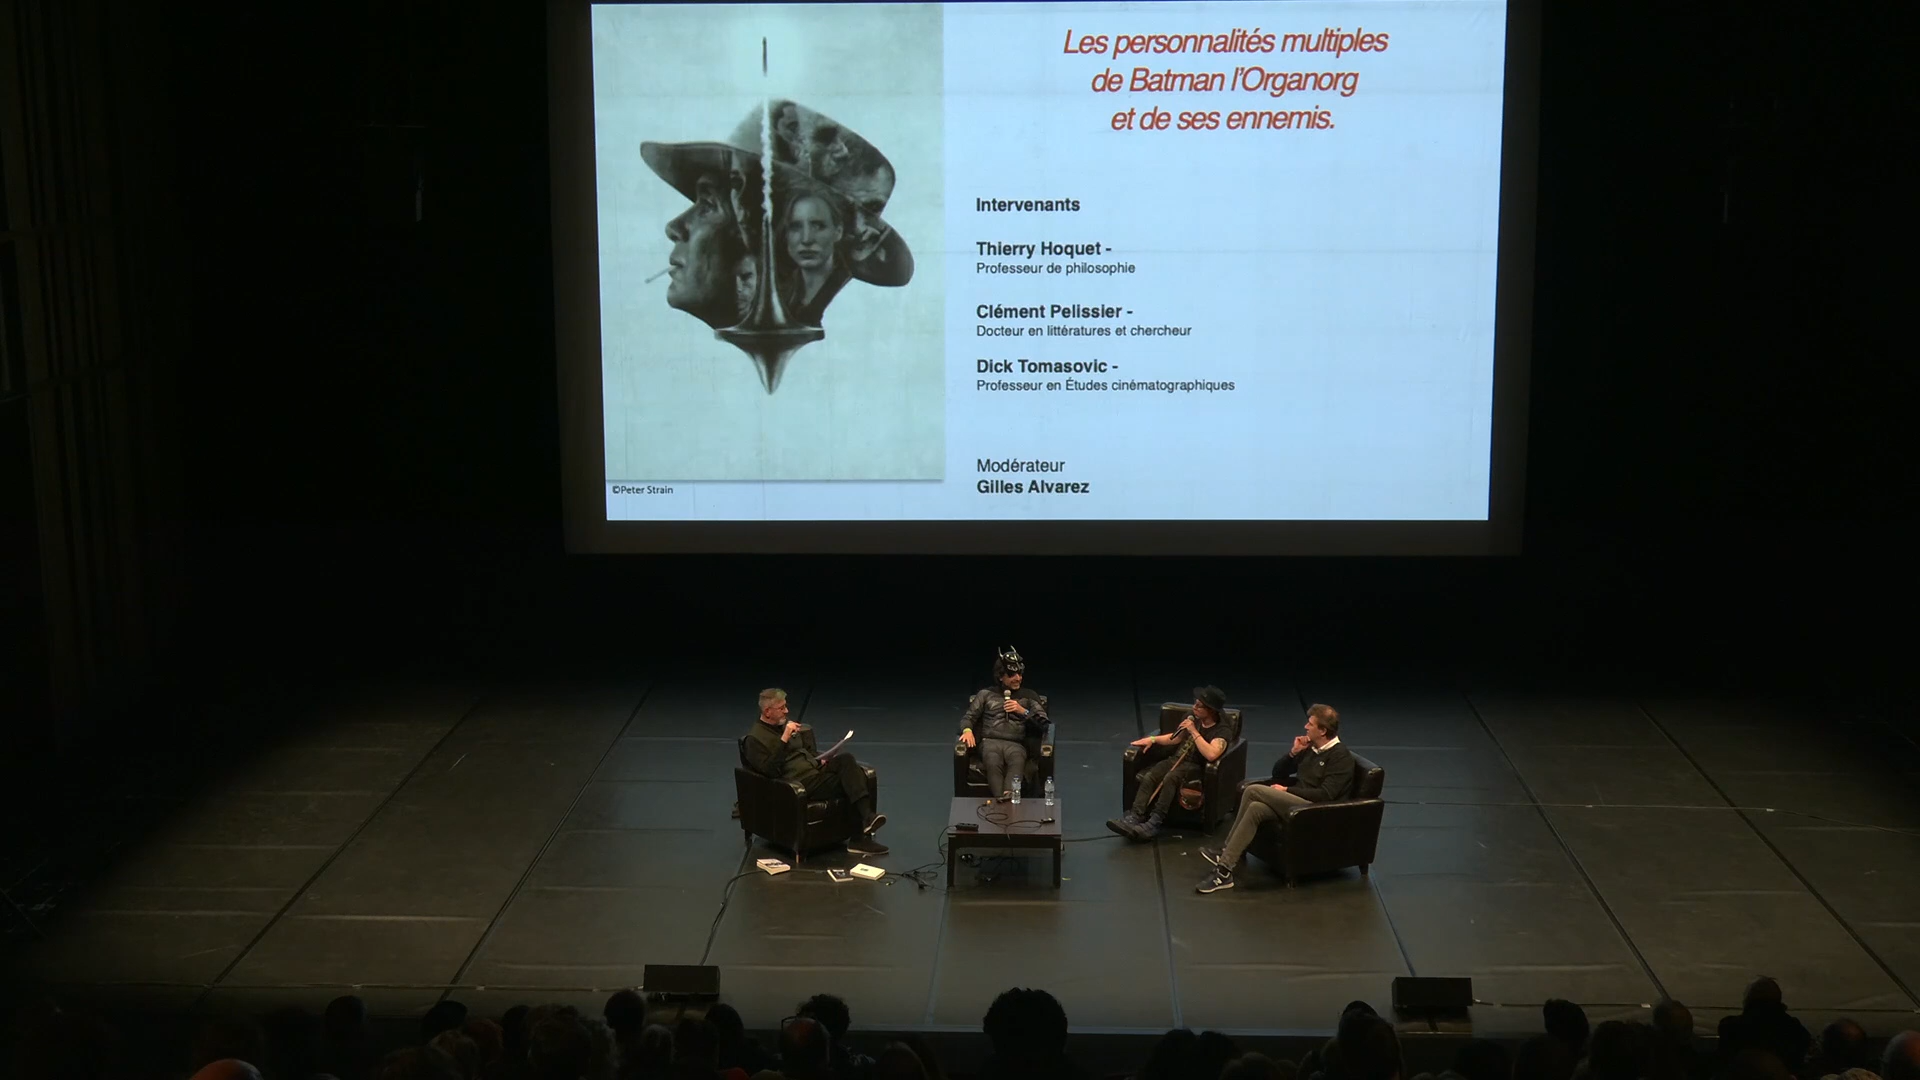 Les personnalités multiples
de Batman l'Organorg
et de ses ennemis.
Intervenants
Thierry Hoquet -
Professeur de philosophie
Clément Pelissier -
Docteur en littératures et chercheur
Dick Tomasovic -
Professeur en Études cinématographiques
Modérateur
Gilles Alvarez
©Peter Strain